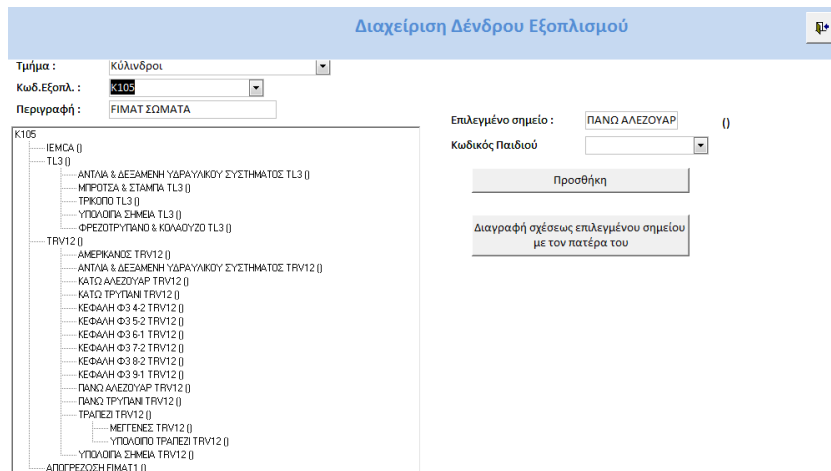 Διαχείριση Δένδρου Εξοπλισμού
Τμήμα : Κύλινδροι
Κωδ.Εξοπλ. : K105
Περιγραφή : FIMAT ΣΩΜΑΤΑ
Επιλεγμένο σημείο : ΠΑΝΩ ΑΛΕΖΟΥΑΡ ()
Κωδικός Παιδιού
Προσθήκη
Διαγραφή σχέσεως επιλεγμένου σημείου
με τον πατέρα του
K105
IEMCA ()
TL3 ()
ΑΝΤΛΙΑ & ΔΕΞΑΜΕΝΗ ΥΔΡΑΥΛΙΚΟΥ ΣΥΣΤΗΜΑΤΟΣ TL3 ()
ΜΠΡΟΤΣΑ & ΣΤΑΜΠΑ TL3 ()
ΤΡΙΚΟΠΟ TL3 ()
ΥΠΟΛΟΙΠΑ ΣΗΜΕΙΑ TL3 ()
ΦΡΕΖΟΤΡΥΠΑΝΟ & ΚΟΛΑΟΥΖΟ TL3 ()
TRV12 ()
ΑΜΕΡΙΚΑΝΟΣ TRV12 ()
ΑΝΤΛΙΑ & ΔΕΞΑΜΕΝΗ ΥΔΡΑΥΛΙΚΟΥ ΣΥΣΤΗΜΑΤΟΣ TRV12 ()
ΚΑΤΩ ΑΛΕΖΟΥΑΡ TRV12 ()
ΚΑΤΩ ΤΡΥΠΑΝΙ TRV12 ()
ΚΕΦΑΛΗ Φ3 4-2 TRV12 ()
ΚΕΦΑΛΗ Φ3 5-2 TRV12 ()
ΚΕΦΑΛΗ Φ3 6-1 TRV12 ()
ΚΕΦΑΛΗ Φ3 7-2 TRV12 ()
ΚΕΦΑΛΗ Φ3 8-2 TRV12 ()
ΚΕΦΑΛΗ Φ3 9-1 TRV12 ()
ΠΑΝΩ ΑΛΕΖΟΥΑΡ TRV12 ()
ΠΑΝΩ ΤΡΥΠΑΝΙ TRV12 ()
ΤΡΑΠΕΖΙ TRV12 ()
ΜΕΓΓΕΝΕΣ TRV12 ()
ΥΠΟΛΟΙΠΟ ΤΡΑΠΕΖΙ TRV12 ()
ΥΠΟΛΟΙΠΑ ΣΗΜΕΙΑ TRV12 ()
ΑΠΟΓΡΕΖΩΣΗ FIMAT1 ()